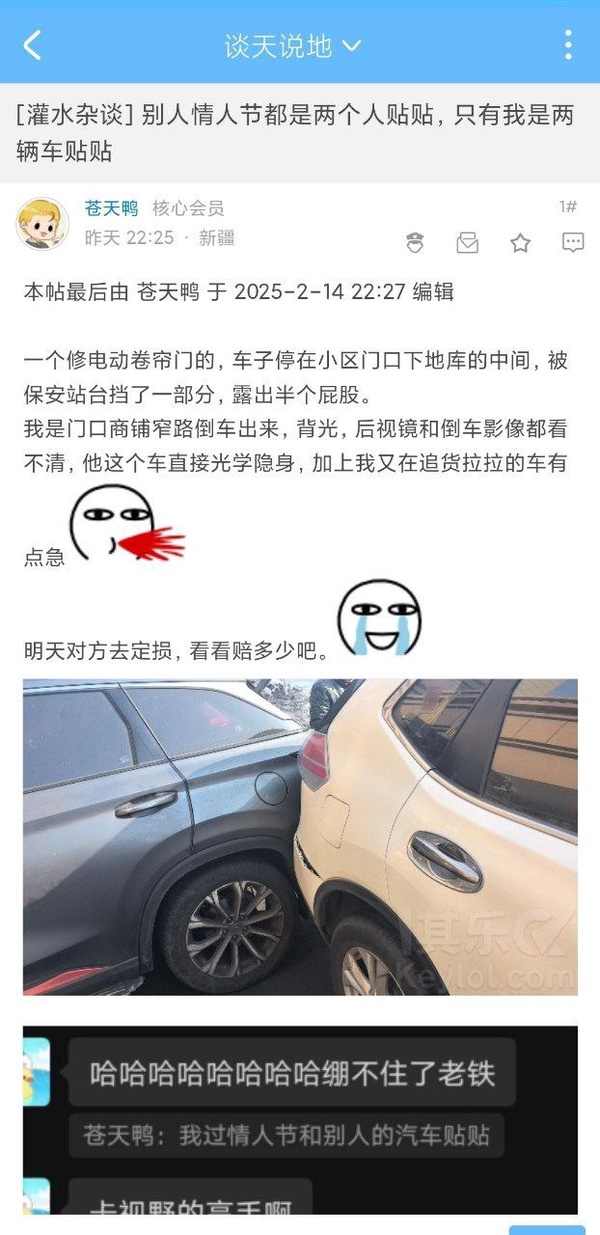 谈天说地
[灌水杂谈] 别人情人节都是两个人贴贴，只有我是两
辆车贴贴
苍天鸭 核心会员
1#
昨天 22:25 · 新疆
本帖最后由 苍天鸭 于 2025-2-14 22:27 编辑
一个修电动卷帘门的，车子停在小区门口下地库的中间，被
保安站台挡了一部分，露出半个屁股。
我是门口商铺窄路倒车出来，背光，后视镜和倒车影像都看
不清，他这个车直接光学隐身，加上我又在追货拉拉的车有
点急
明天对方去定损，看看赔多少吧。
其乐
Keylol.com
哈哈哈哈哈哈哈哈绷不住了老铁
苍天鸭：我过情人节和别人的汽车贴贴
卡视野的高手啊